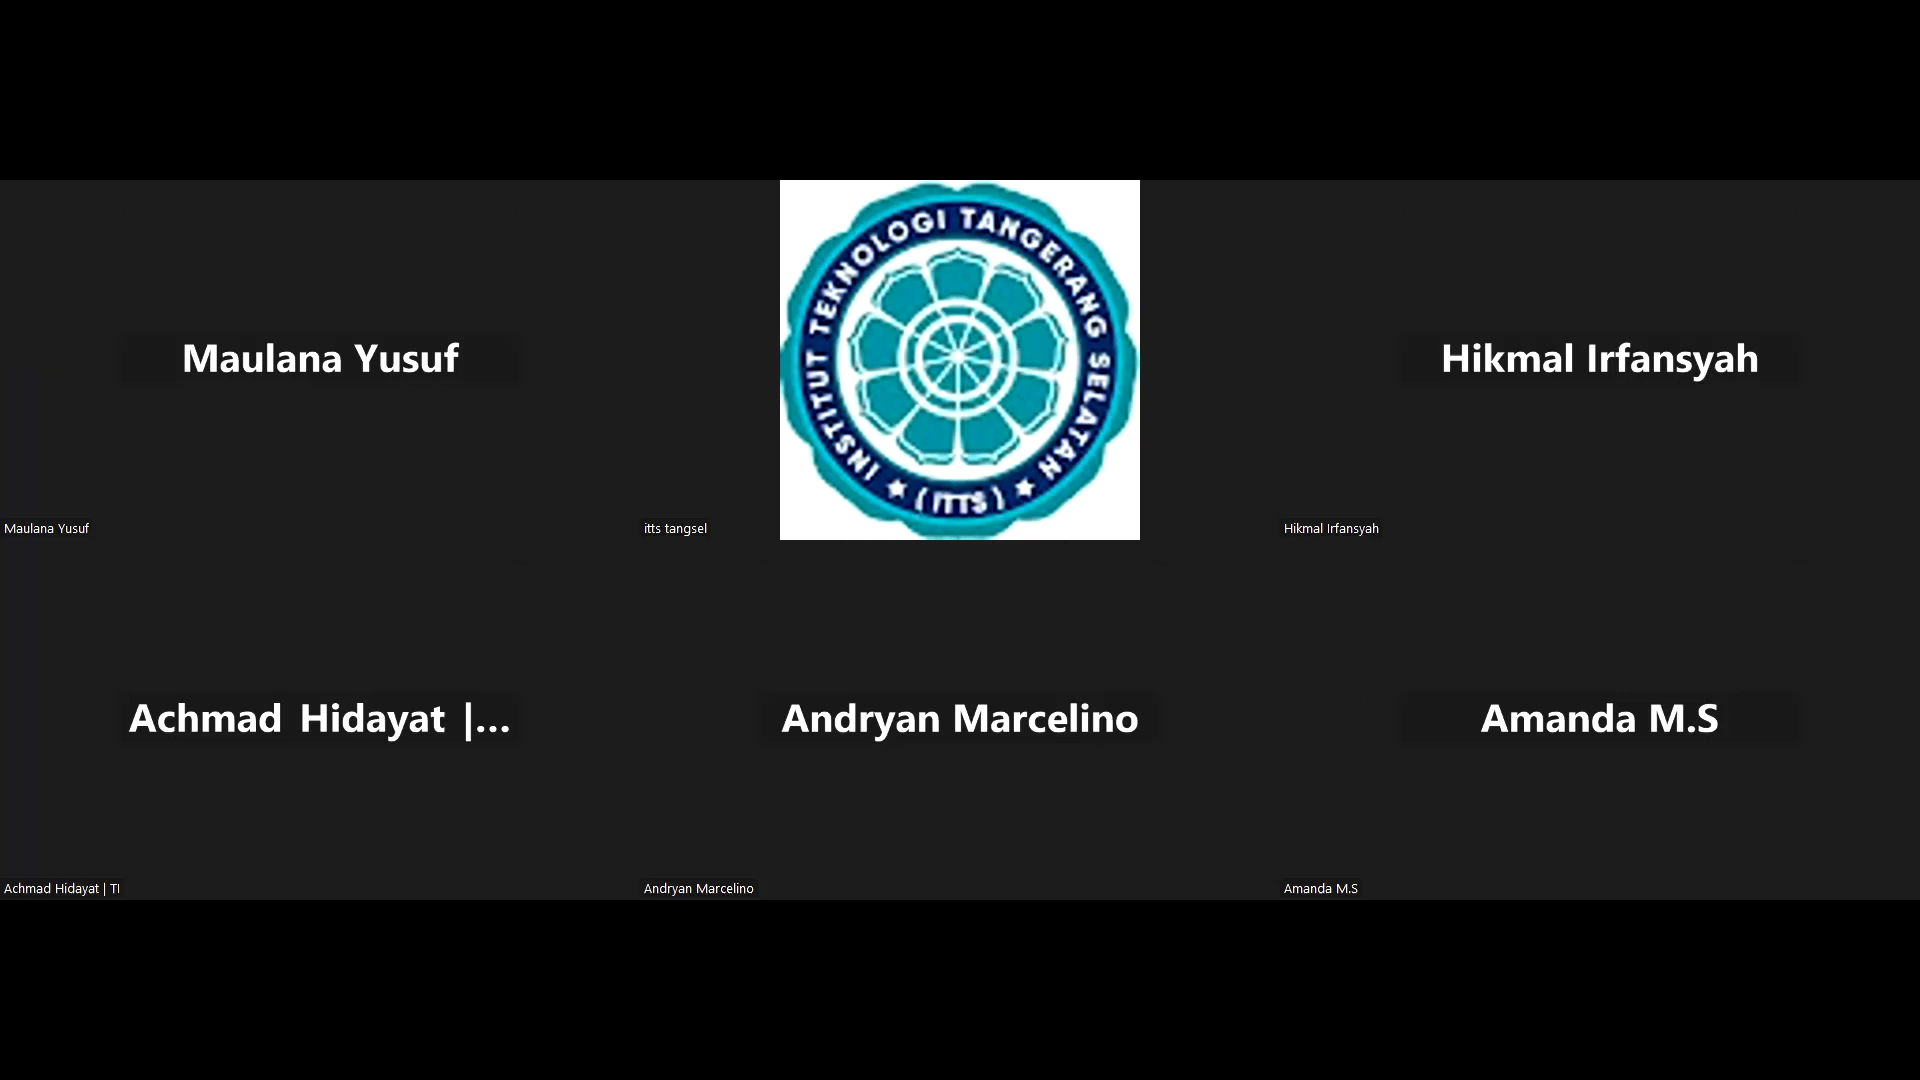 Maulana Yusuf
INSTITUT TEKNOLOGI TANGERANG SELATAN
( ITTS )
Hikmal Irfansyah
Maulana Yusuf
itts tangsel
Hikmal Irfansyah
Achmad Hidayat |...
Andryan Marcelino
Amanda M.S
Achmad Hidayat | TI
Andryan Marcelino
Amanda M.S